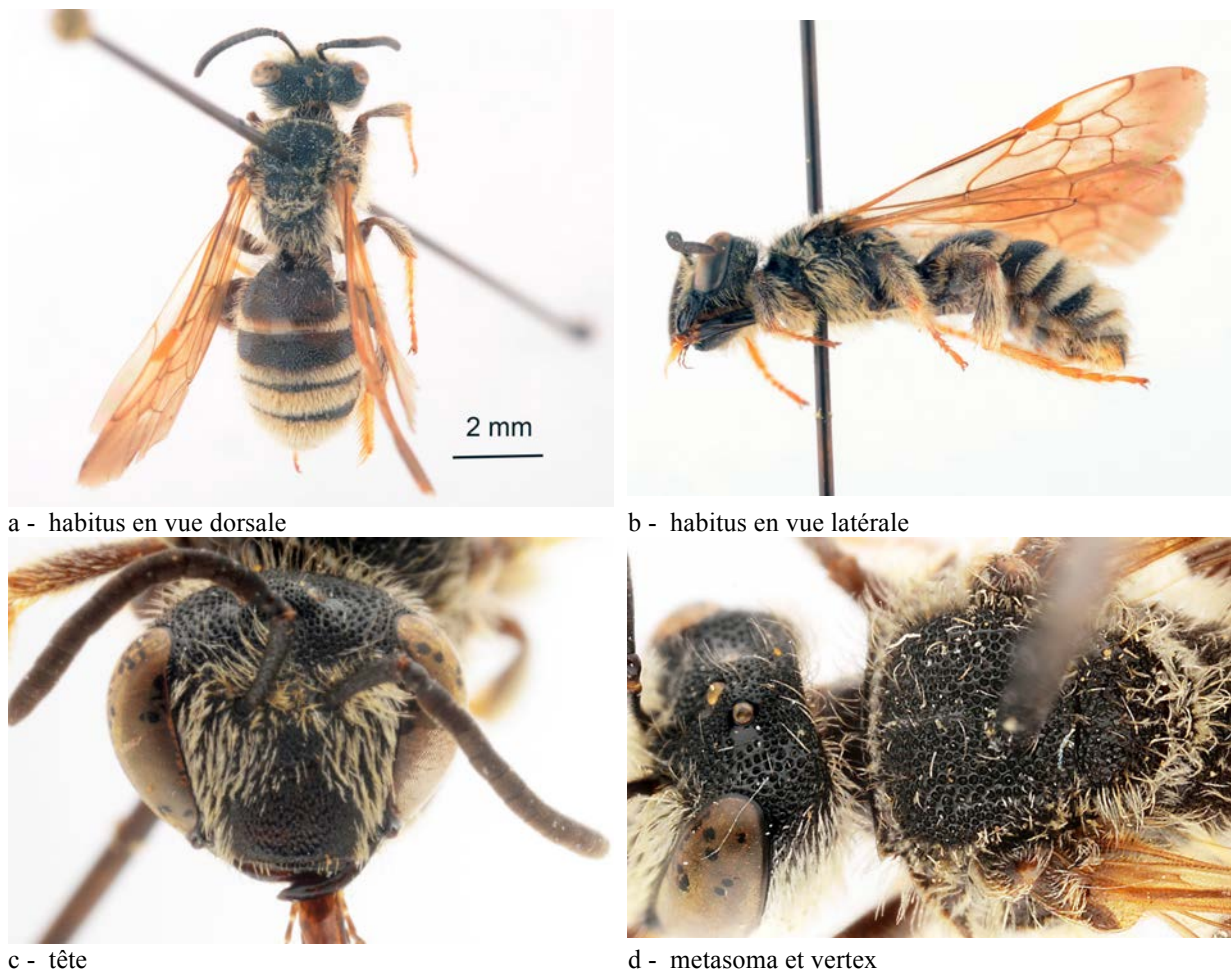 2 mm
a - habitus en vue dorsale
b - habitus en vue latérale
c - tête
d - metasoma et vertex